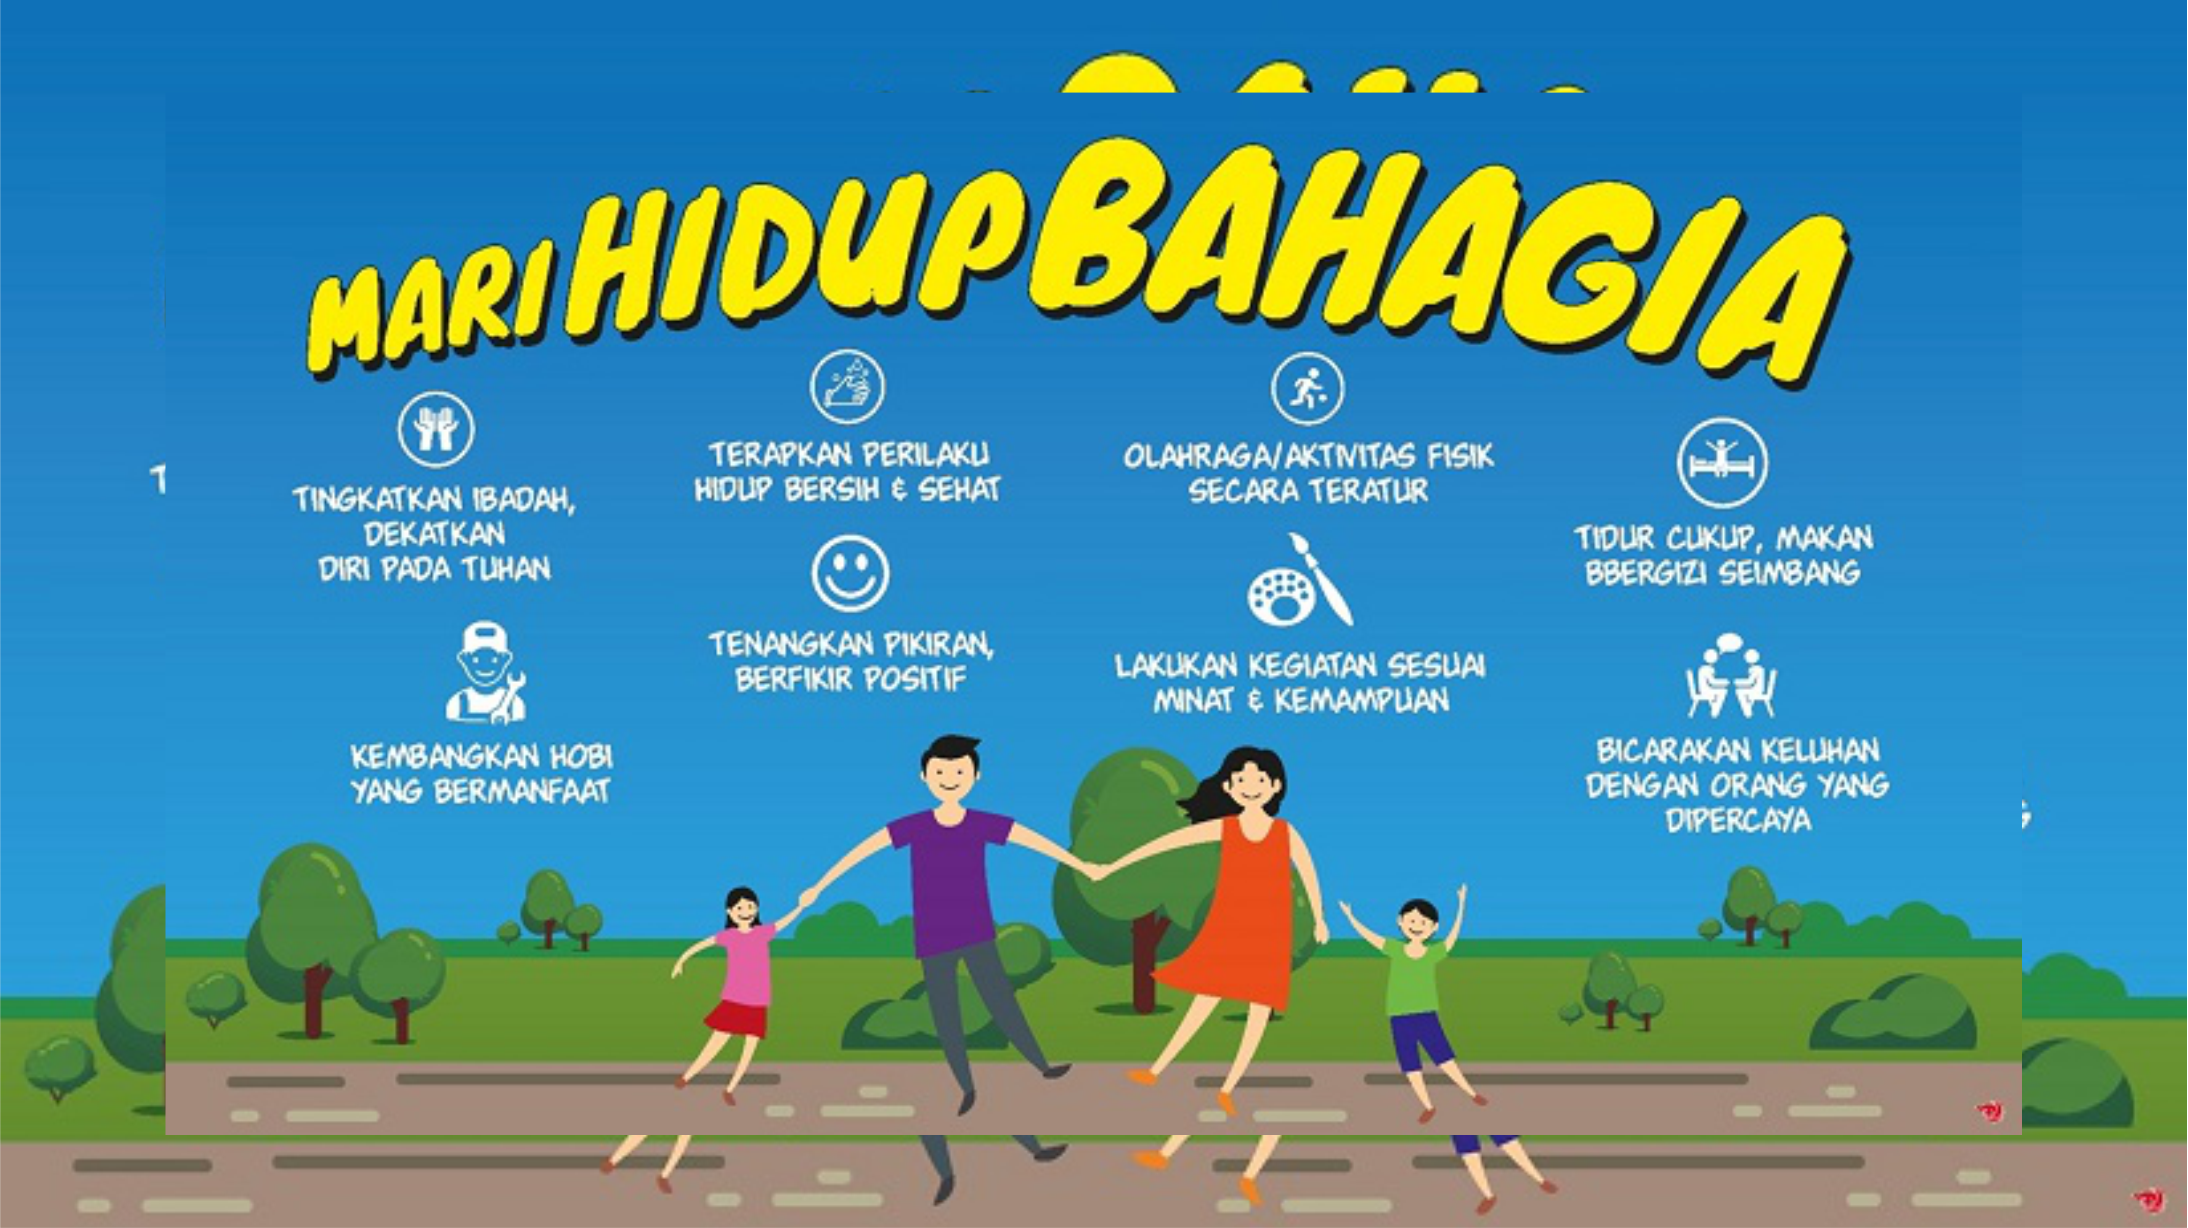 MARI HIDUP BAHAGIA
TINGKATKAN IBADAH,
DEKATKAN
DIRI PADA TUHAN
TERAPKAN PERILAKU
HIDUP BERSIH & SEHAT
OLAHRAGA/AKTIVITAS FISIK
SECARA TERATUR
TIDUR CUKUP, MAKAN
BBERGIZI SEIMBANG
KEMBANGKAN HOBI
YANG BERMANFAAT
TENANGKAN PIKIRAN,
BERFIKIR POSITIF
LAKUKAN KEGIATAN SESUAI
MINAT & KEMAMPUAN
BICARAKAN KELUHAN
DENGAN ORANG YANG
DIPERCAYA